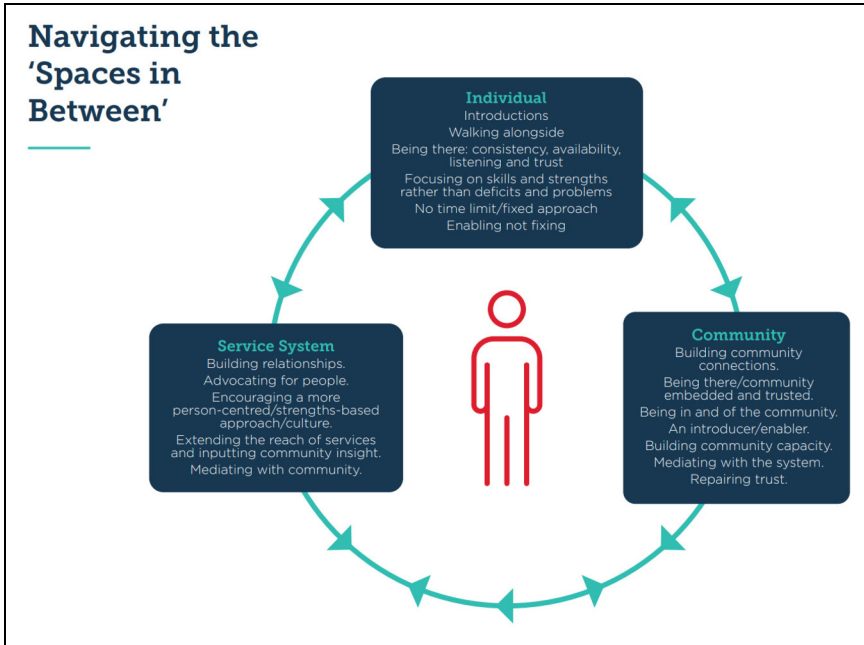 Navigating the
‘Spaces in
Between’
Individual
Introductions
Walking alongside
Being there: consistency, availability,
listening and trust
Focusing on skills and strengths
rather than deficits and problems
No time limit/fixed approach
Enabling not fixing
Service System
Building relationships.
Advocating for people.
Encouraging a more
person-centred/strengths-based
approach/culture.
Extending the reach of services
and inputting community insight.
Mediating with community.
Community
Building community
connections.
Being there/community
embedded and trusted.
Being in and of the community.
An introducer/enabler.
Building community capacity.
Mediating with the system.
Repairing trust.